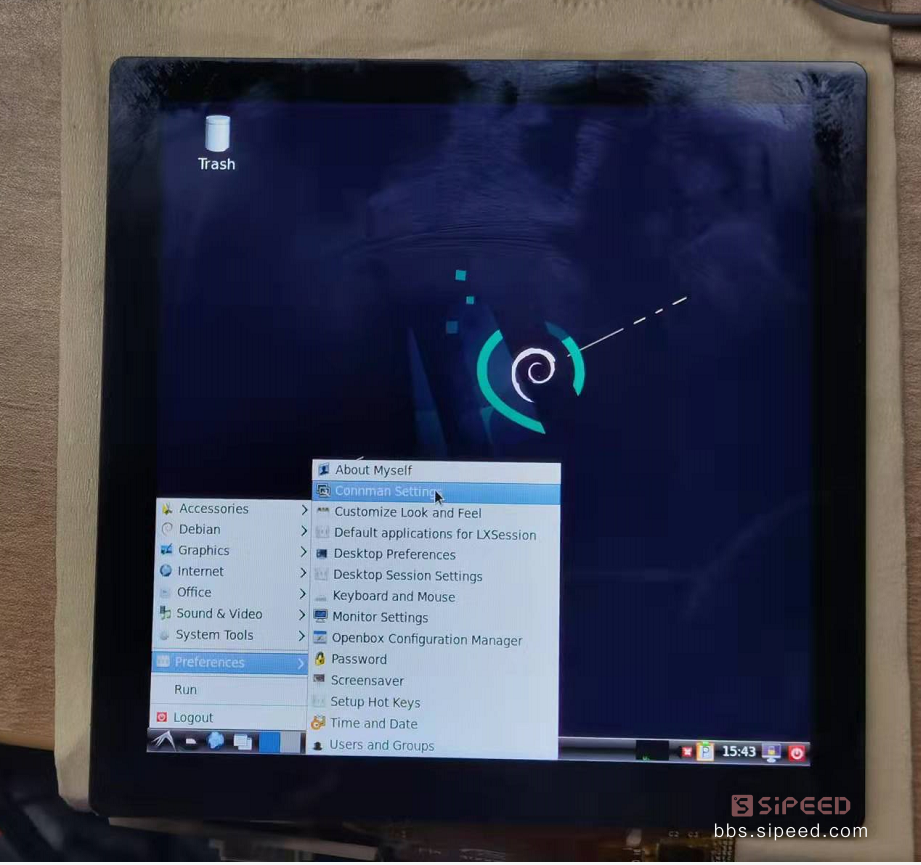 Trash
About Myself
Connman Settings
Customize Look and Feel
Default applications for LXSession
Desktop Preferences
Desktop Session Settings
Keyboard and Mouse
Monitor Settings
Openbox Configuration Manager
Password
Screensaver
Setup Hot Keys
Time and Date
Users and Groups
Accessories
Debian
Graphics
Internet
Office
Sound & Video
System Tools
Preferences
Run
Logout
P
15:43
SiPEED
bbs.sipeed.com